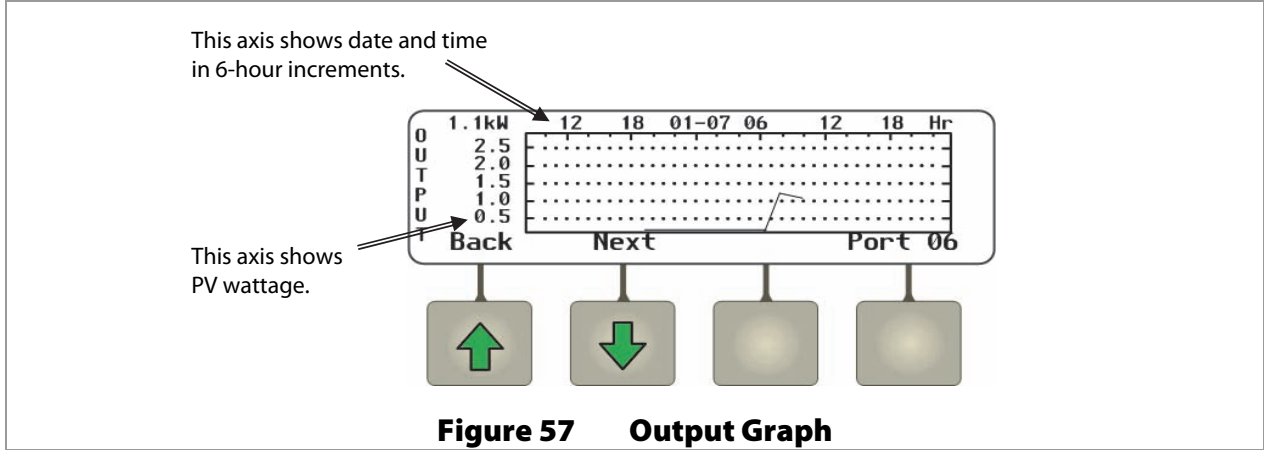 This axis shows date and time
in 6-hour increments.
1.1kW 12 18 01-07 06 12 18 Hr
OUTPUT
2.5
2.0
1.5
1.0
0.5
Back Next Port 06
This axis shows
PV wattage.
Figure 57 Output Graph